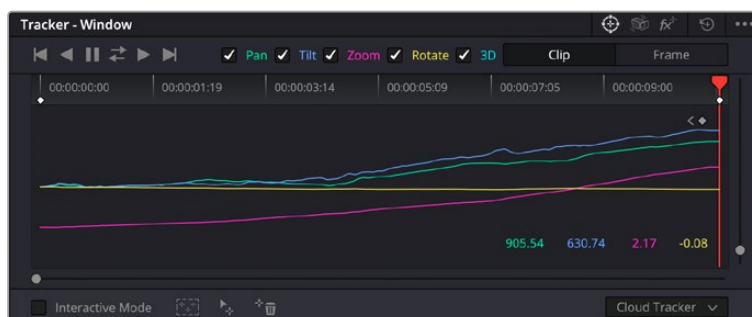 Tracker - Window
Pan Tilt Zoom Rotate 3D Clip Frame
00:00:00:00 00:00:01:19 00:00:03:14 00:00:05:09 00:00:07:05 00:00:09:00
905.54 630.74 2.17 -0.08
Interactive Mode Cloud Tracker